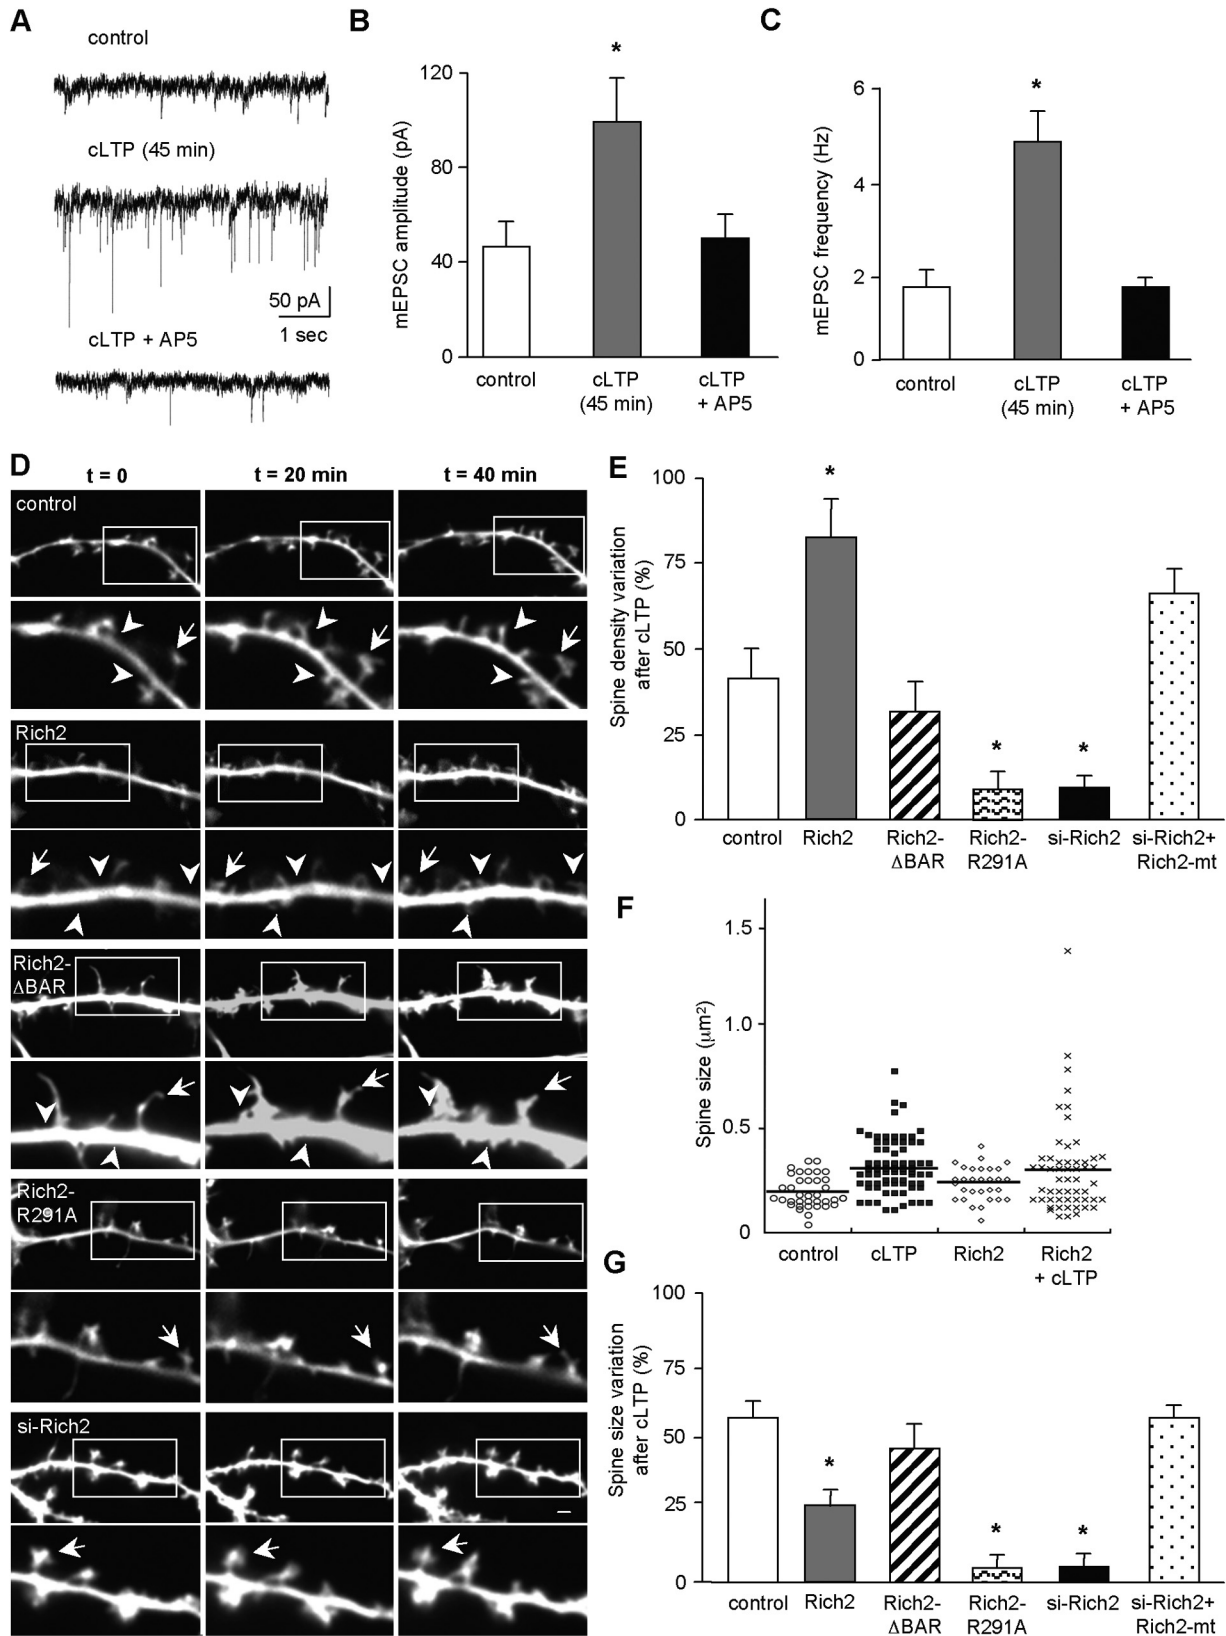 A
control
cLTP (45 min)
50 pA
1 sec
cLTP + AP5
B
mEPSC amplitude (pA)
120
80
40
0
*
control
cLTP
(45 min)
cLTP
+ AP5
C
mEPSC frequency (Hz)
6
4
2
0
*
control
cLTP
(45 min)
cLTP
+ AP5
D
t = 0
t = 20 min
t = 40 min
control
Rich2
Rich2-
ΔBAR
Rich2-
R291A
si-Rich2
E
Spine density variation
after cLTP (%)
100
75
50
25
0
*
*
*
control
Rich2
Rich2-
ΔBAR
Rich2-
R291A
si-Rich2
si-Rich2+
Rich2-mt
F
Spine size (μm²)
1.5
1.0
0.5
0
control
cLTP
Rich2
Rich2
+ cLTP
G
Spine size variation
after cLTP (%)
100
75
50
25
0
*
*
*
control
Rich2
Rich2-
ΔBAR
Rich2-
R291A
si-Rich2
si-Rich2+
Rich2-mt